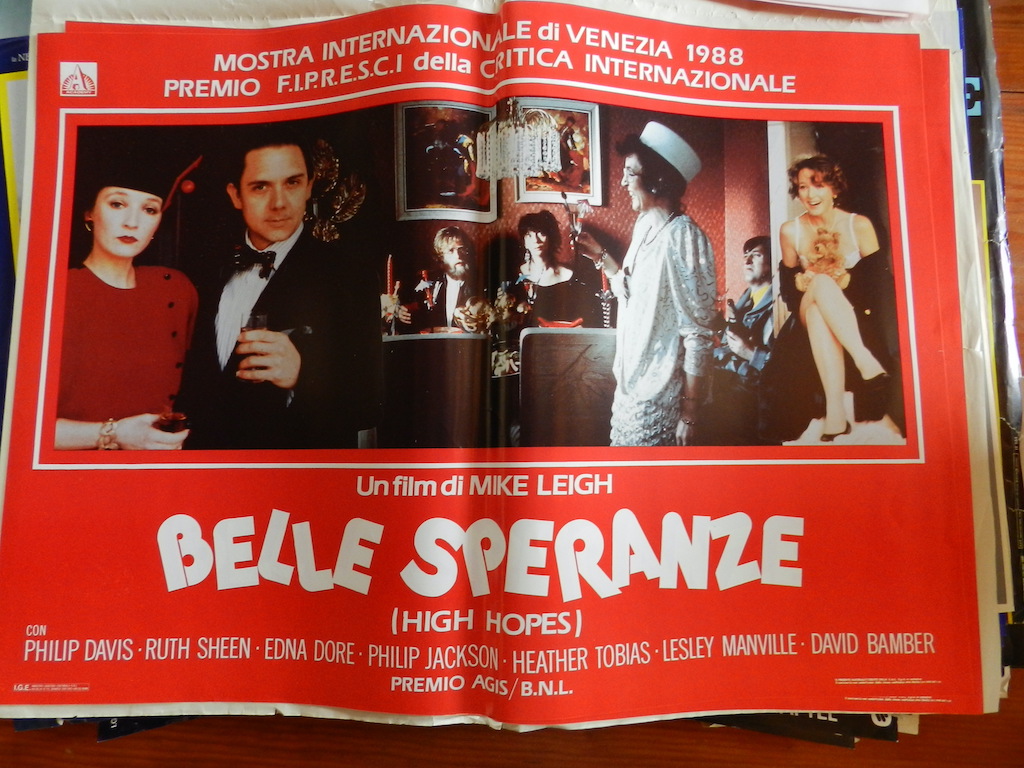 MOSTRA INTERNAZIONALE di VENEZIA 1988
PREMIO F.I.P.R.E.S.C.I della CRITICA INTERNAZIONALE
Un film di MIKE LEIGH
BELLE SPERANZE
(HIGH HOPES)
CON
PHILIP DAVIS · RUTH SHEEN · EDNA DORE · PHILIP JACKSON · HEATHER TOBIAS · LESLEY MANVILLE · DAVID BAMBER
PREMIO AGIS/B.N.L.
I.G.E.